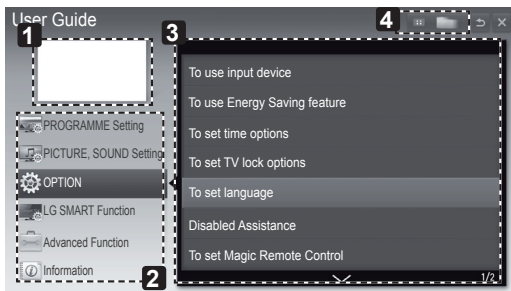 User Guide
1
3
4
PROGRAMME Setting
PICTURE, SOUND Setting
OPTION
LG SMART Function
Advanced Function
Information
2
To use input device
To use Energy Saving feature
To set time options
To set TV lock options
To set language
Disabled Assistance
To set Magic Remote Control
1/2